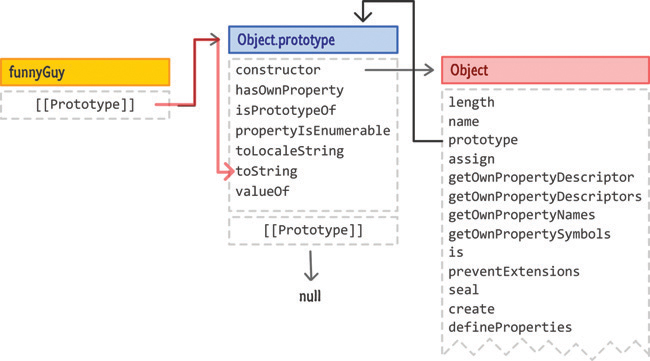 funnyGuy
[[Prototype]]
Object.prototype
constructor
hasOwnProperty
isPrototypeOf
propertyIsEnumerable
toLocaleString
toString
valueOf
[[Prototype]]
null
Object
length
name
prototype
assign
getOwnPropertyDescriptor
getOwnPropertyDescriptors
getOwnPropertyNames
getOwnPropertySymbols
is
preventExtensions
seal
create
defineProperties